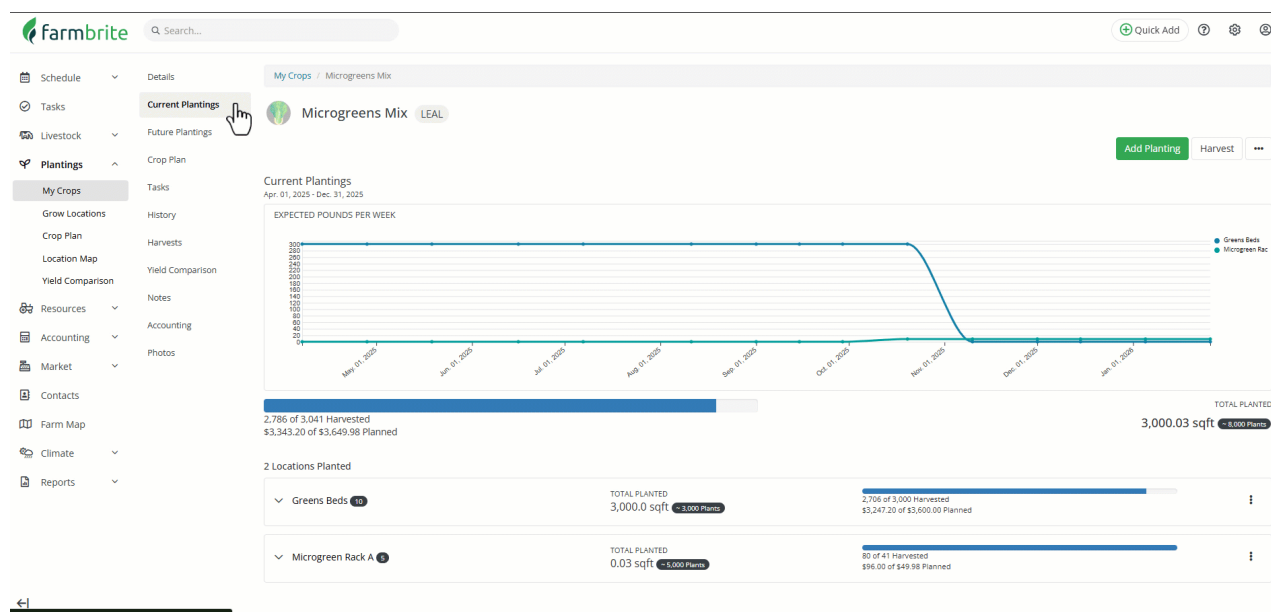 farmbrite
Search...
Quick Add
Schedule
Tasks
Livestock
Plantings
My Crops
Grow Locations
Crop Plan
Location Map
Yield Comparison
Resources
Accounting
Market
Contacts
Farm Map
Climate
Reports
Details
Current Plantings
Future Plantings
Crop Plan
Tasks
History
Harvests
Yield Comparison
Notes
Accounting
Photos
My Crops / Microgreens Mix
Microgreens Mix LEAL
Add Planting Harvest
Current Plantings
Apr. 01, 2025 - Dec. 31, 2025
EXPECTED POUNDS PER WEEK
300
280
260
240
220
200
180
160
140
120
100
80
60
40
20
0
May. 01, 2025
Jun. 01, 2025
Jul. 01, 2025
Aug. 01, 2025
Sep. 01, 2025
Oct. 01, 2025
Nov. 01, 2025
Dec. 01, 2025
Jan. 01, 2026
Greens Beds
Microgreen Rac
2,786 of 3,041 Harvested
$3,343.20 of $3,649.98 Planned
TOTAL PLANTED
3,000.03 sqft ~ 8,000 Plants
2 Locations Planted
Greens Beds 10
TOTAL PLANTED
3,000.0 sqft ~ 3,000 Plants
2,706 of 3,000 Harvested
$3,247.20 of $3,600.00 Planned
Microgreen Rack A 5
TOTAL PLANTED
0.03 sqft ~ 5,000 Plants
80 of 41 Harvested
$96.00 of $49.98 Planned